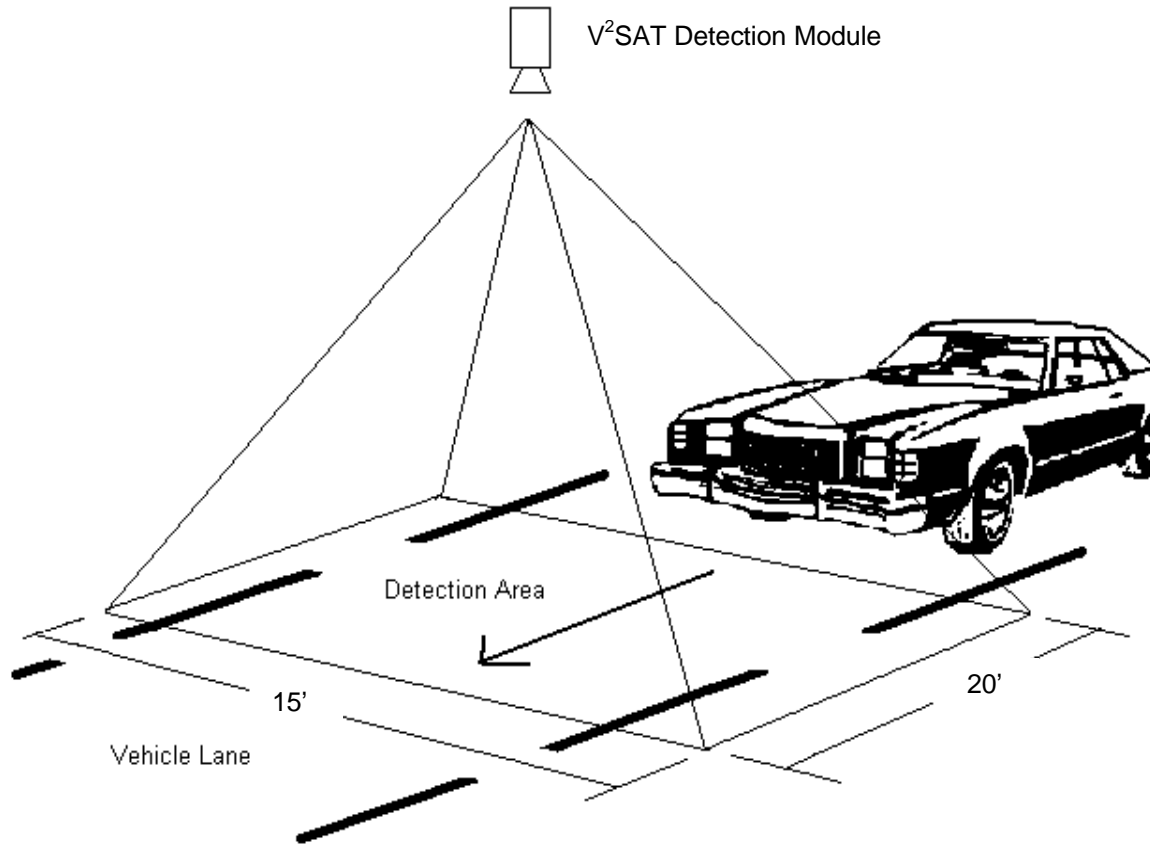 V²SAT Detection Module
Detection Area
20’
15’
Vehicle Lane